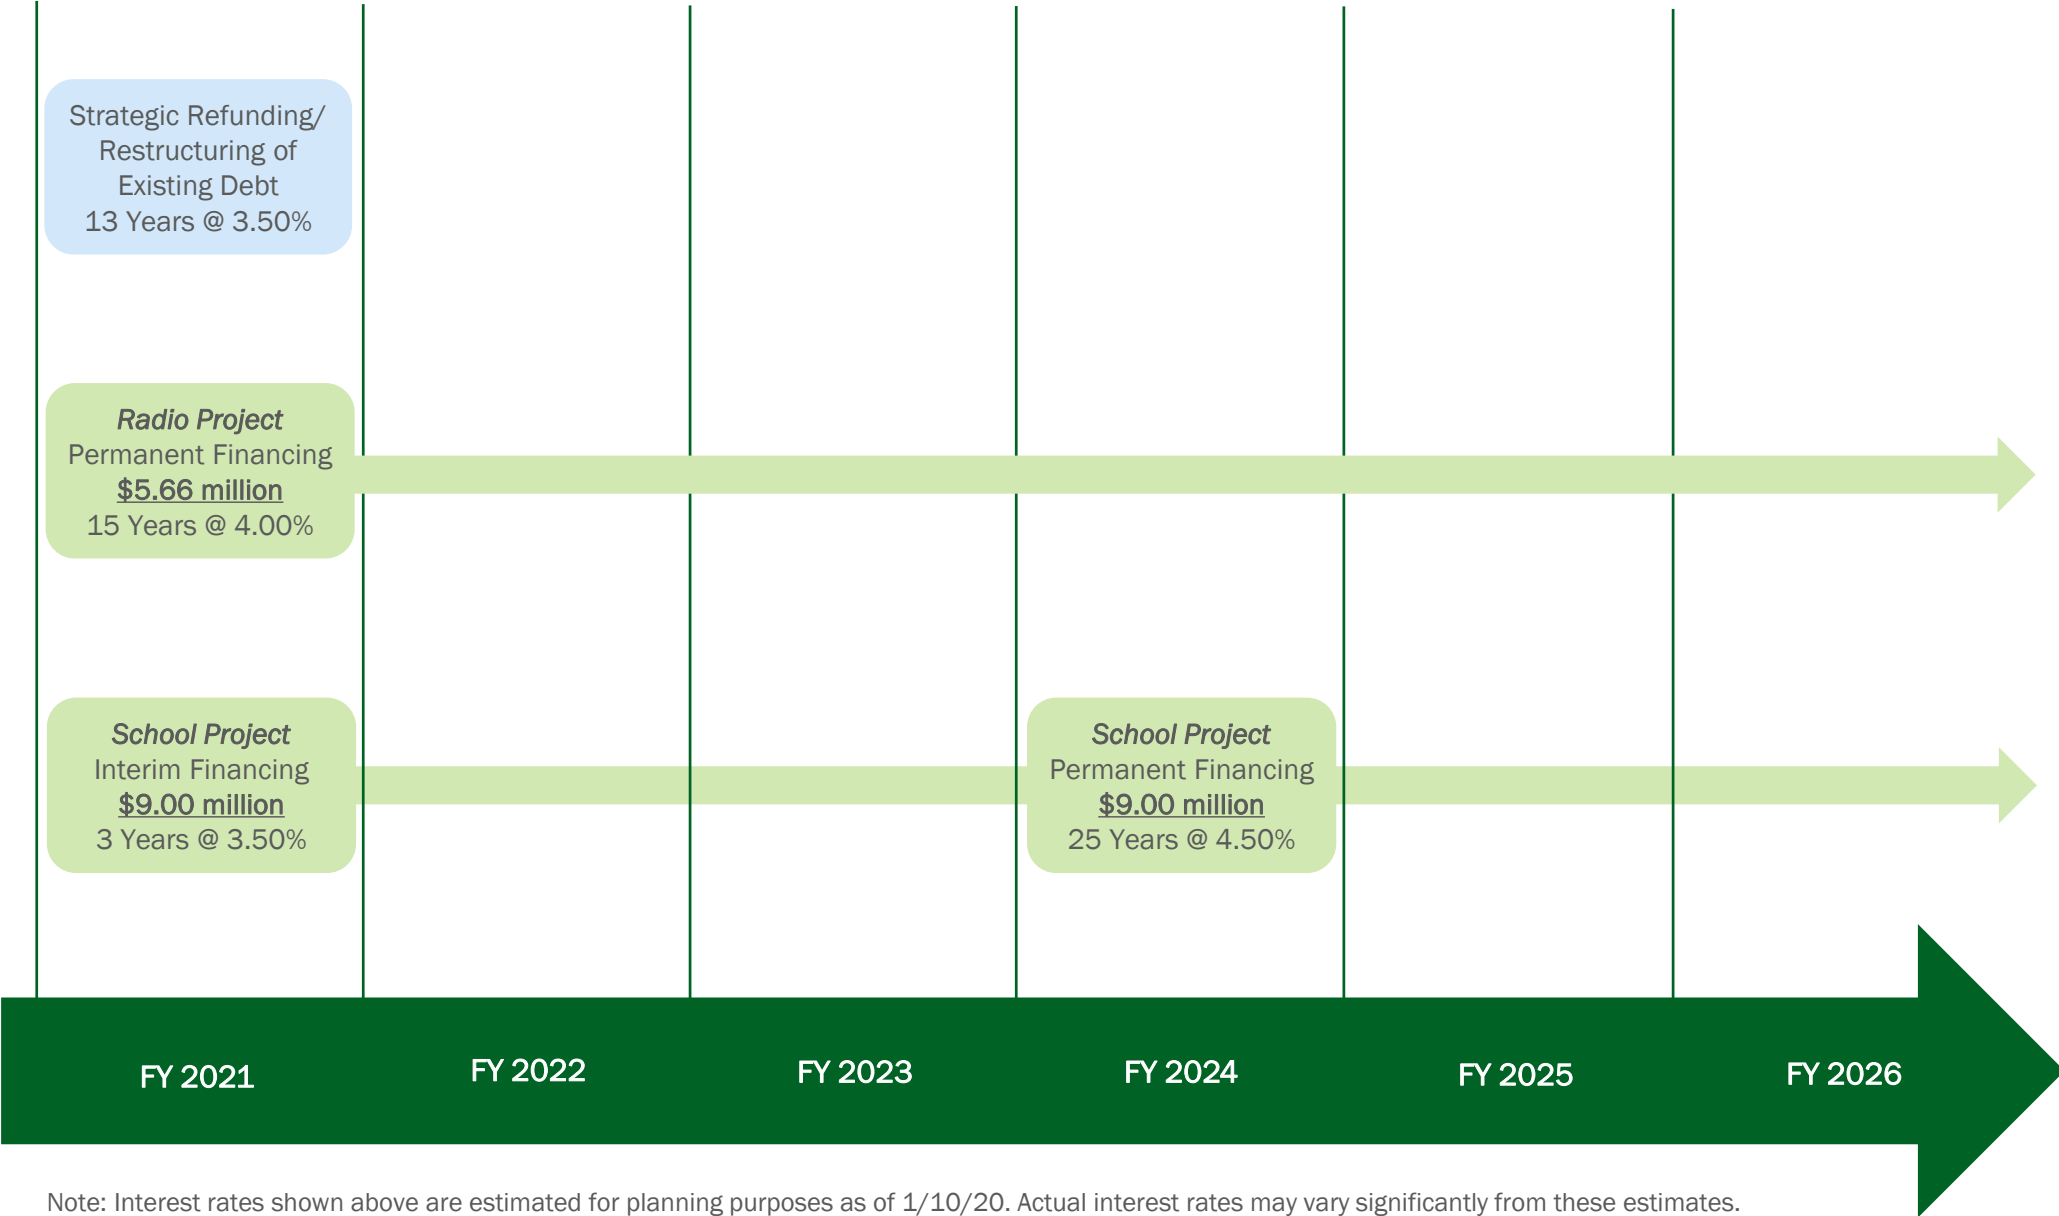 Strategic Refunding/
Restructuring of
Existing Debt
13 Years @ 3.50%
Radio Project
Permanent Financing
$5.66 million
15 Years @ 4.00%
School Project
Interim Financing
$9.00 million
3 Years @ 3.50%
School Project
Permanent Financing
$9.00 million
25 Years @ 4.50%
FY 2021
FY 2022
FY 2023
FY 2024
FY 2025
FY 2026
Note: Interest rates shown above are estimated for planning purposes as of 1/10/20. Actual interest rates may vary significantly from these estimates.